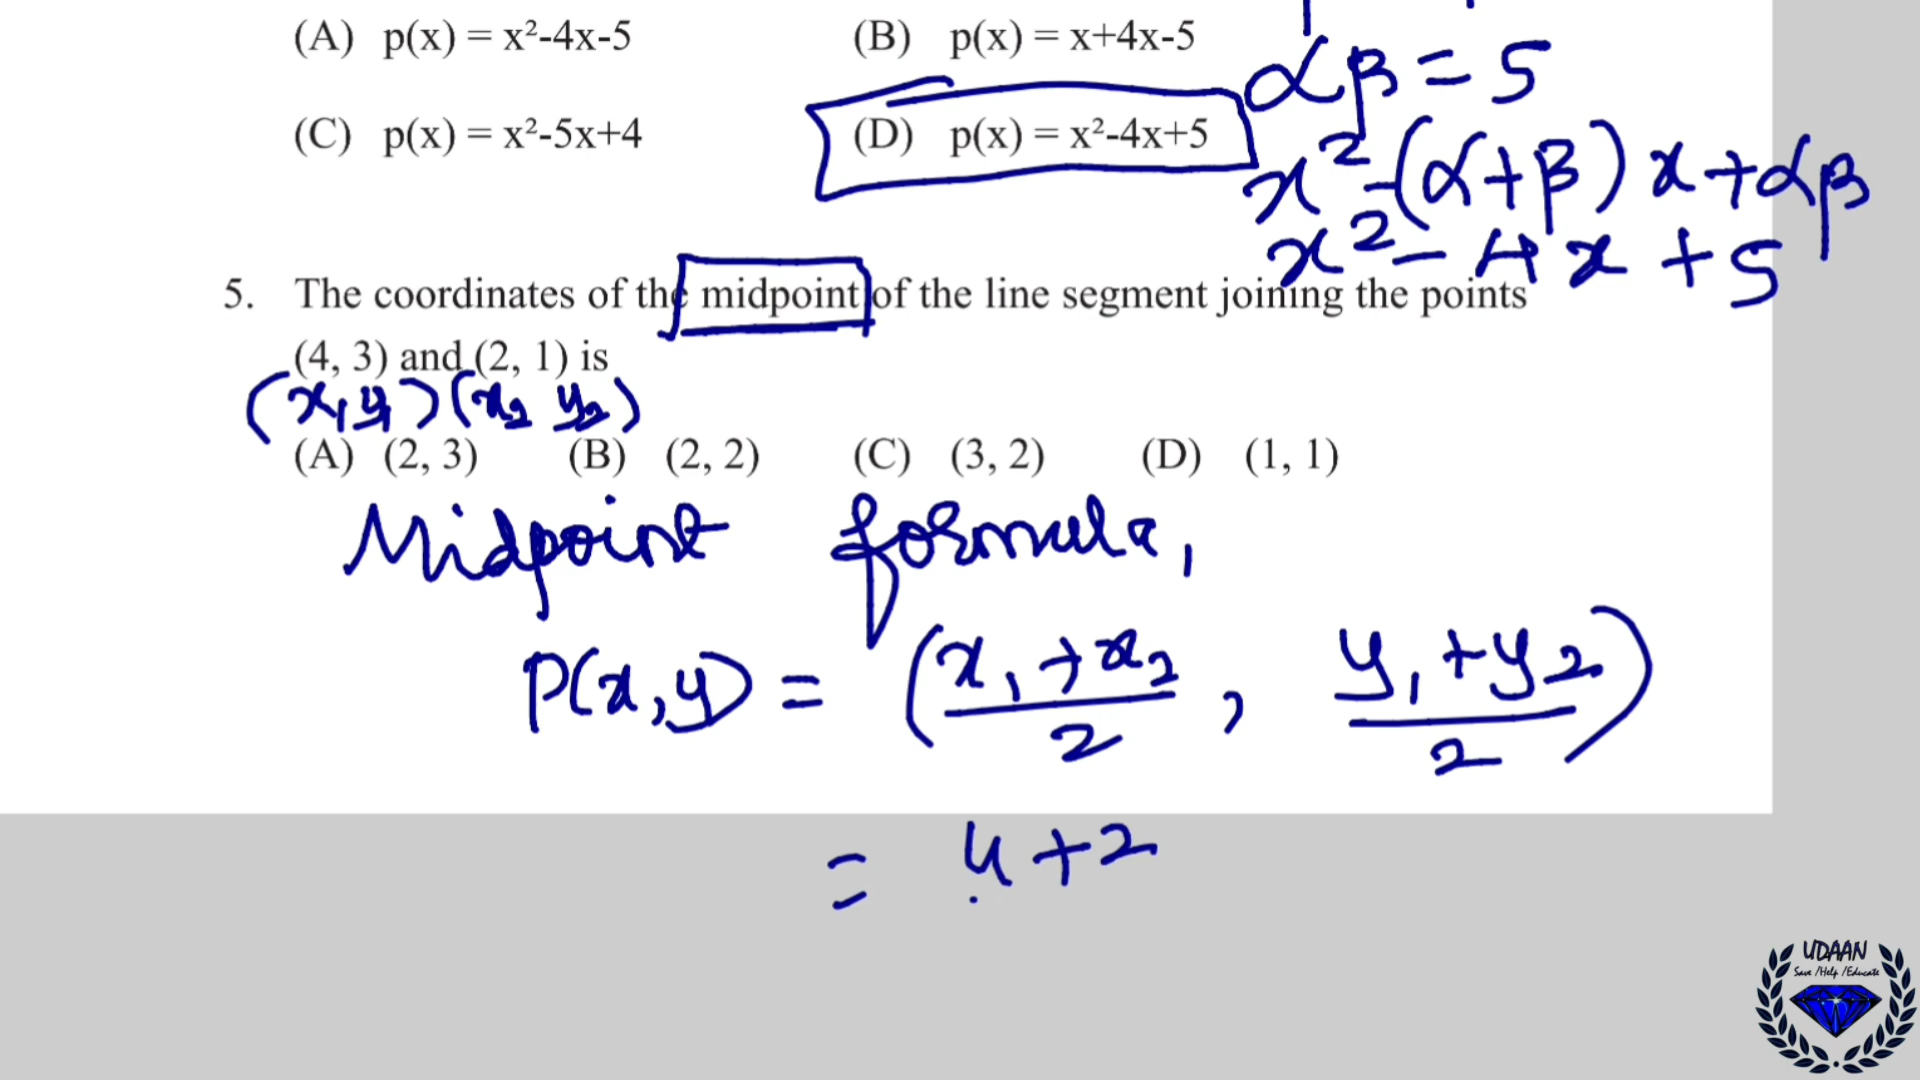 (A) p(x) = x²-4x-5 (B) p(x) = x+4x-5
αβ = 5
(C) p(x) = x²-5x+4 (D) p(x) = x²-4x+5
x²-(α+β)x+αβ
x²-4x+5
5. The coordinates of the midpoint of the line segment joining the points
(4, 3) and (2, 1) is
(x₁ y₁) (x₂ y₂)
(A) (2, 3) (B) (2, 2) (C) (3, 2) (D) (1, 1)
Midpoint formula,
P(x,y) = (x₁+x₂/2, y₁+y₂/2)
= 4+2
UDAAN
Save /Help /Educate